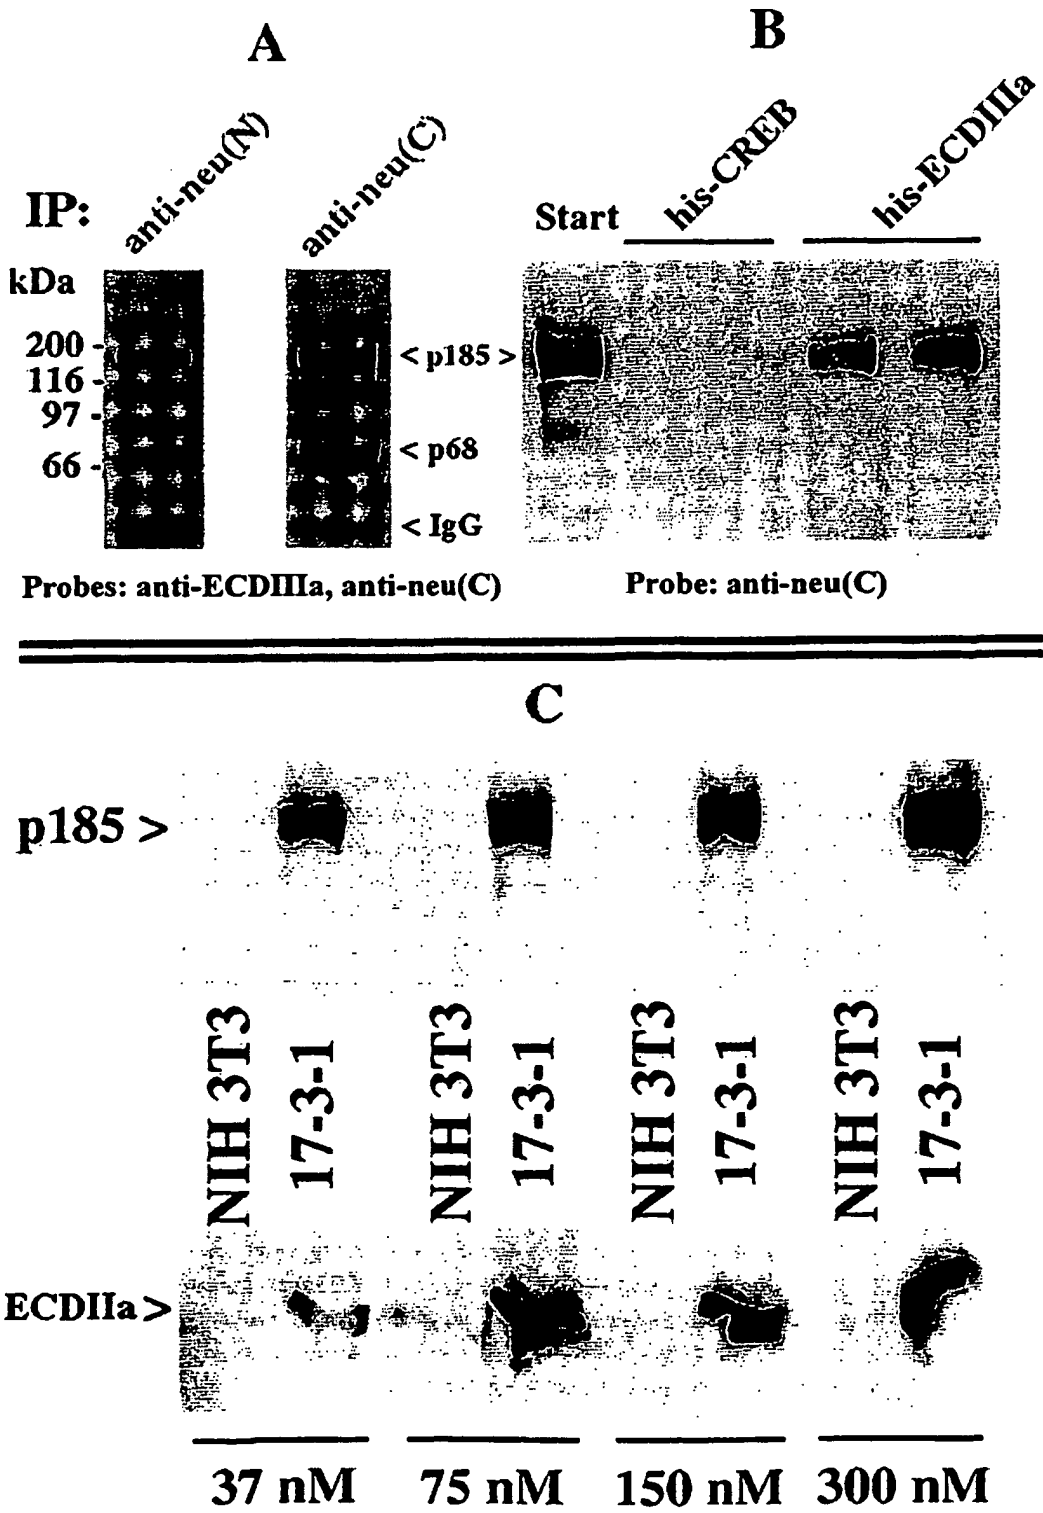 A
B
IP:
anti-neu(N)
anti-neu(C)
Start
his-CREB
his-ECDIIIa
kDa
200 -
116 -
97 -
66 -
< p185 >
< p68
< IgG
Probes: anti-ECDIIIa, anti-neu(C)
Probe: anti-neu(C)
C
p185 >
NIH 3T3
17-3-1
NIH 3T3
17-3-1
NIH 3T3
17-3-1
NIH 3T3
17-3-1
ECDIIa >
37 nM
75 nM
150 nM
300 nM